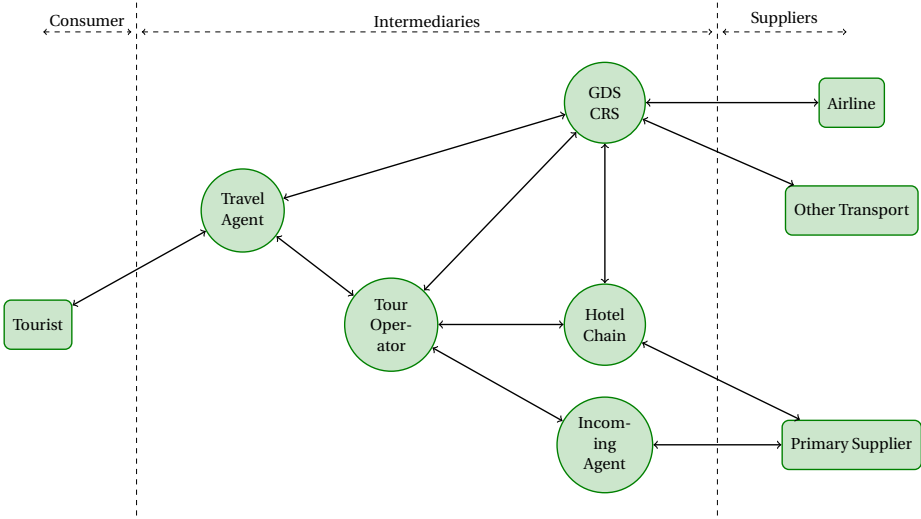 Consumer
Intermediaries
Suppliers
GDS
CRS
Airline
Travel
Agent
Other Transport
Tourist
Tour
Oper-
ator
Hotel
Chain
Incom-
ing
Agent
Primary Supplier